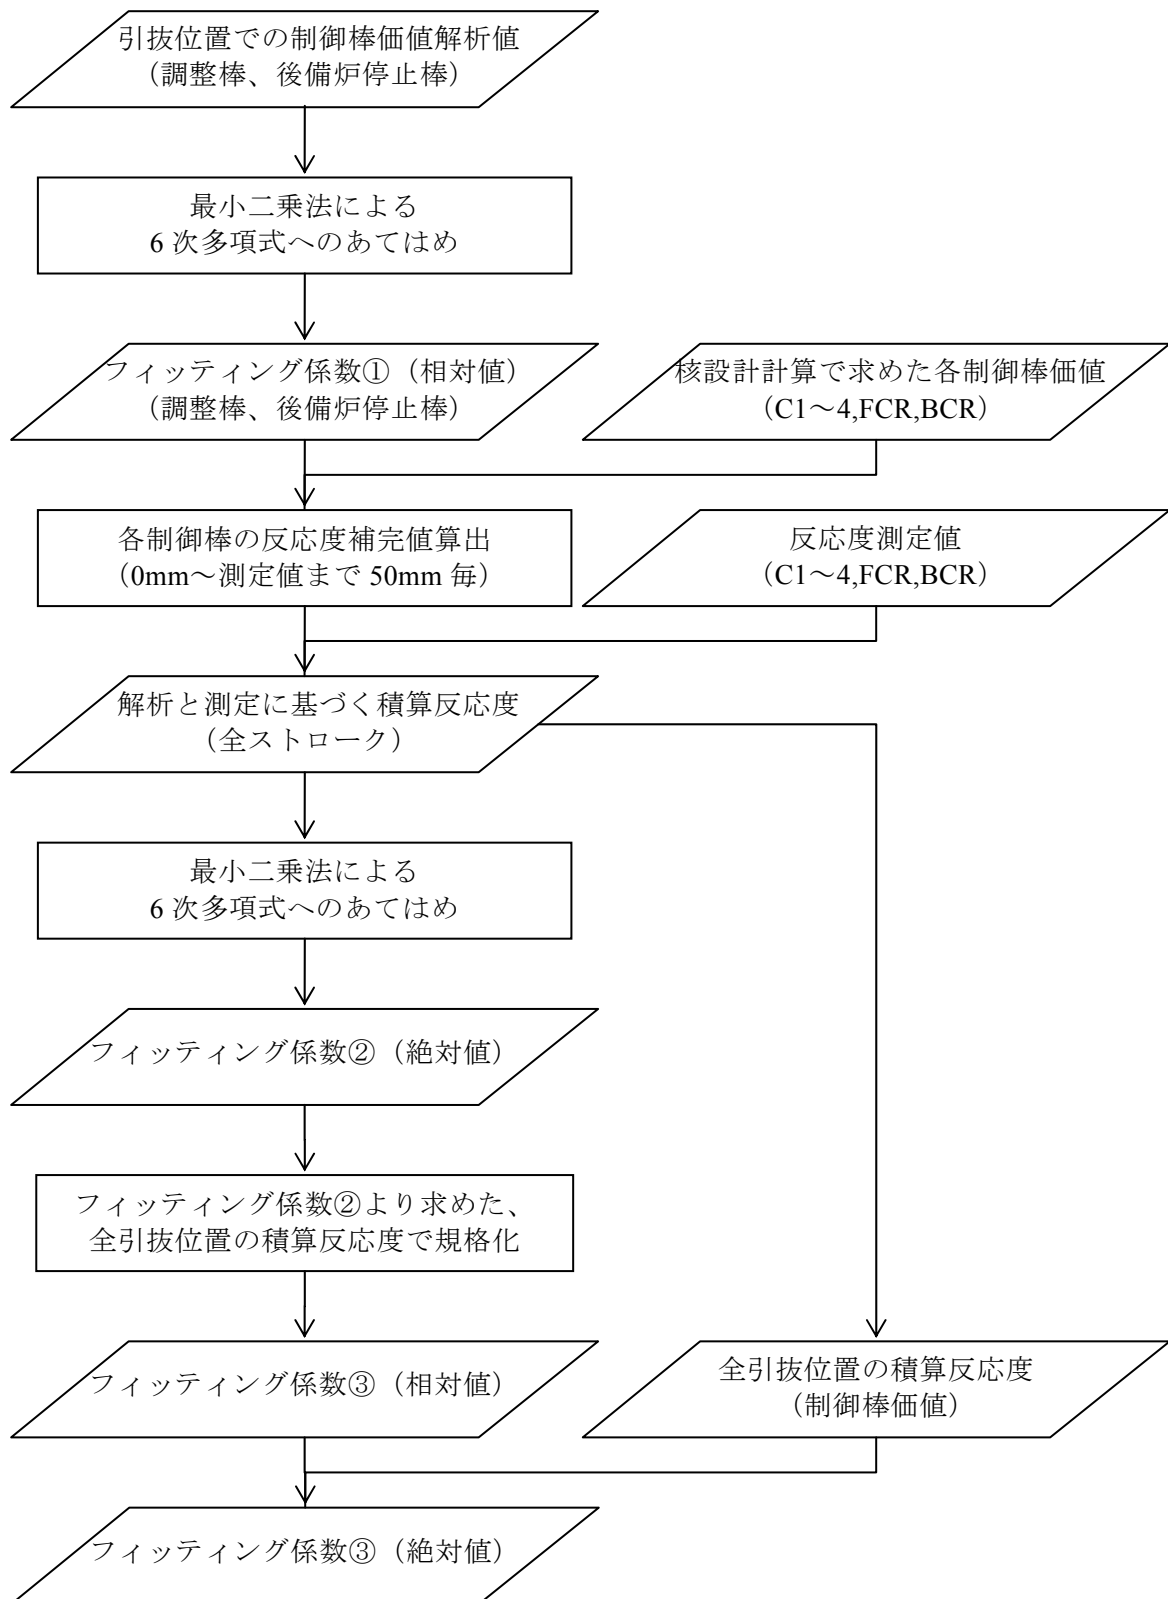 引抜位置での制御棒価値解析値
（調整棒、後備炉停止棒）
最小二乗法による
6 次多項式へのあてはめ
フィッティング係数①（相対値）
（調整棒、後備炉停止棒）
核設計計算で求めた各制御棒価値
（C1～4,FCR,BCR）
各制御棒の反応度補完値算出
（0mm～測定値まで 50mm 毎）
反応度測定値
（C1～4,FCR,BCR）
解析と測定に基づく積算反応度
（全ストローク）
最小二乗法による
6 次多項式へのあてはめ
フィッティング係数②（絶対値）
フィッティング係数②より求めた、
全引抜位置の積算反応度で規格化
フィッティング係数③（相対値）
全引抜位置の積算反応度
（制御棒価値）
フィッティング係数③（絶対値）